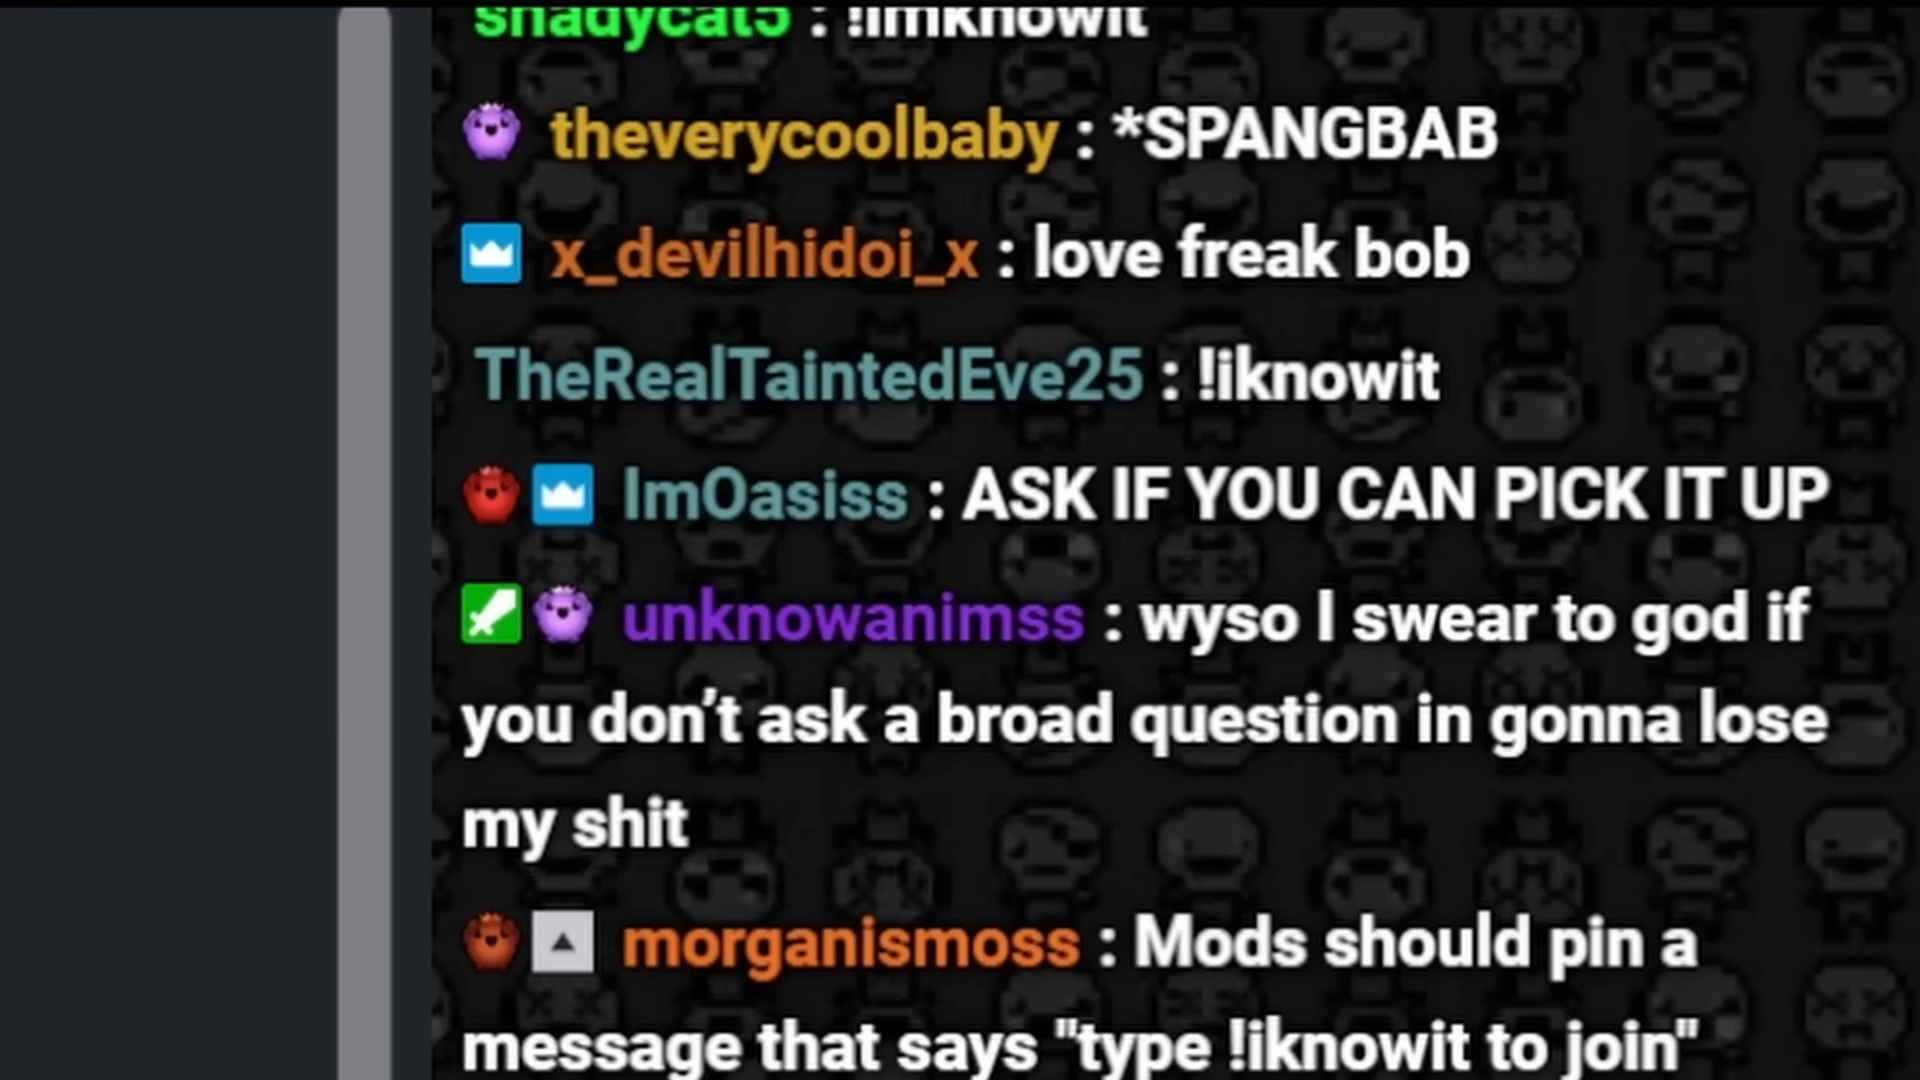 shadycat5 : !imknowit
theverycoolbaby : *SPANGBAB
x_devilhidoi_x : love freak bob
TheRealTaintedEve25 : !iknowit
ImOasiss : ASK IF YOU CAN PICK IT UP
unknowanimss : wyso I swear to god if
you don’t ask a broad question in gonna lose
my shit
morganismoss : Mods should pin a
message that says "type !iknowit to join"